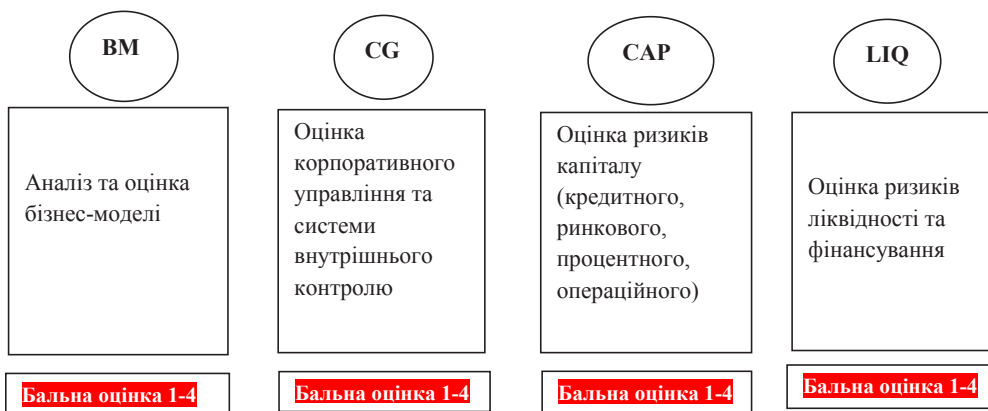 BM
CG
CAP
LIQ
Аналіз та оцінка
бізнес-моделі
Оцінка
корпоративного
управління та
системи
внутрішнього
контролю
Оцінка ризиків
капіталу
(кредитного,
ринкового,
процентного,
операційного)
Оцінка ризиків
ліквідності та
фінансування
Бальна оцінка 1-4
Бальна оцінка 1-4
Бальна оцінка 1-4
Бальна оцінка 1-4